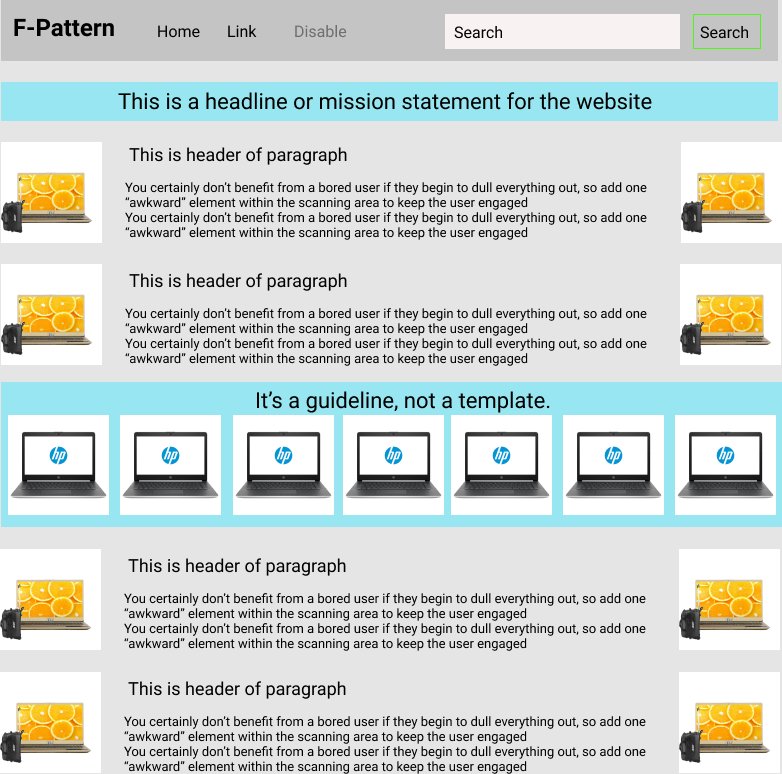 F-Pattern Home Link Disable Search Search
This is a headline or mission statement for the website
This is header of paragraph
You certainly don’t benefit from a bored user if they begin to dull everything out, so add one
“awkward” element within the scanning area to keep the user engaged
You certainly don’t benefit from a bored user if they begin to dull everything out, so add one
“awkward” element within the scanning area to keep the user engaged
This is header of paragraph
You certainly don’t benefit from a bored user if they begin to dull everything out, so add one
“awkward” element within the scanning area to keep the user engaged
You certainly don’t benefit from a bored user if they begin to dull everything out, so add one
“awkward” element within the scanning area to keep the user engaged
It’s a guideline, not a template.
hp hp hp hp hp hp hp
This is header of paragraph
You certainly don’t benefit from a bored user if they begin to dull everything out, so add one
“awkward” element within the scanning area to keep the user engaged
You certainly don’t benefit from a bored user if they begin to dull everything out, so add one
“awkward” element within the scanning area to keep the user engaged
This is header of paragraph
You certainly don’t benefit from a bored user if they begin to dull everything out, so add one
“awkward” element within the scanning area to keep the user engaged
You certainly don’t benefit from a bored user if they begin to dull everything out, so add one
“awkward” element within the scanning area to keep the user engaged